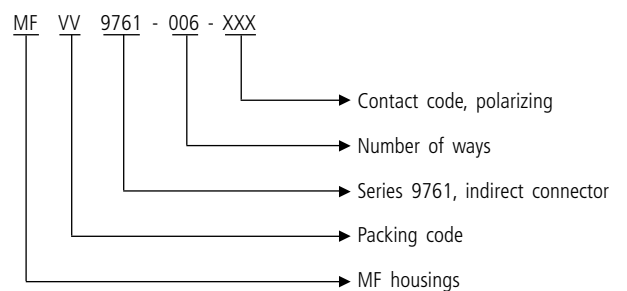 MF VV 9761 - 006 - XXX
Contact code, polarizing
Number of ways
Series 9761, indirect connector
Packing code
MF housings